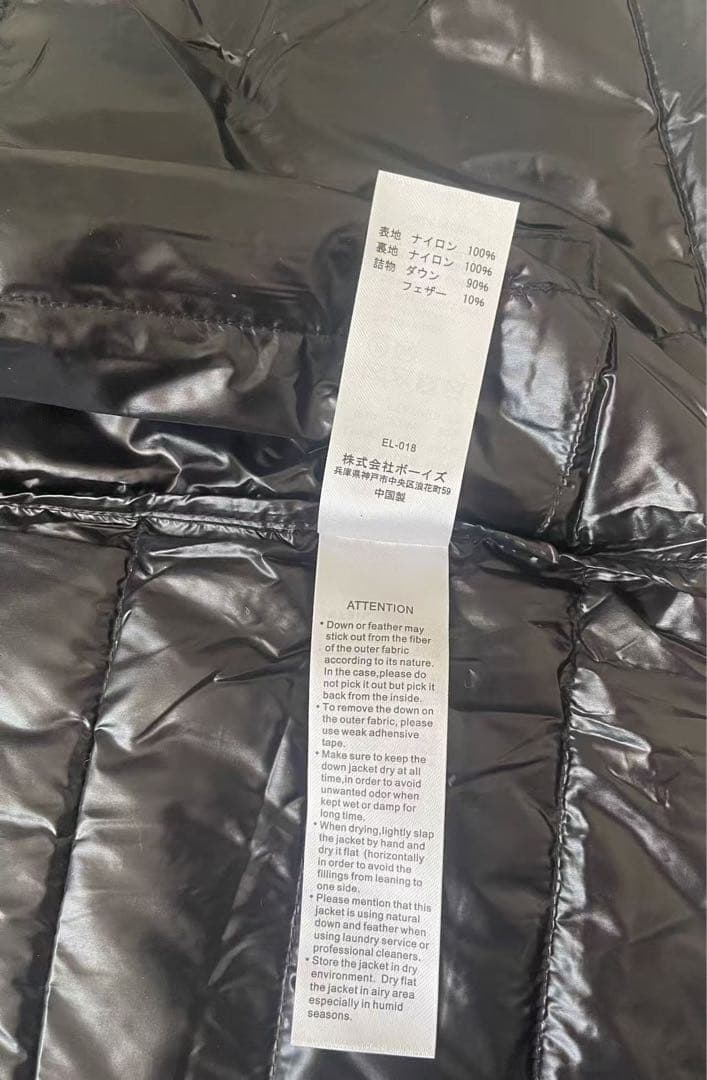 表地 ナイロン 100%
裏地 ナイロン 100%
詰物 ダウン 90%
フェザー 10%
EL-018
株式会社ボーイズ
兵庫県神戸市中央区浪花町59
中国製
ATTENTION
• Down or feather may
stick out from the fiber
of the outer fabric
according to its nature.
In the case,please do
not pick it out but pick it
back from the inside.
• To remove the down on
the outer fabric, please
use weak adhensive
tape.
• Make sure to keep the
down jacket dry at all
time,in order to avoid
unwanted odor when
kept wet or damp for
long time.
• When drying,lightly slap
the jacket by hand and
dry it flat (horizontally
in order to avoid the
fillings from leaning to
one side.
• Please mention that this
jacket is using natural
down and feather when
using laundry service or
professional cleaners.
• Store the jacket in dry
environment. Dry flat
the jacket in airy area
especially in humid
seasons.